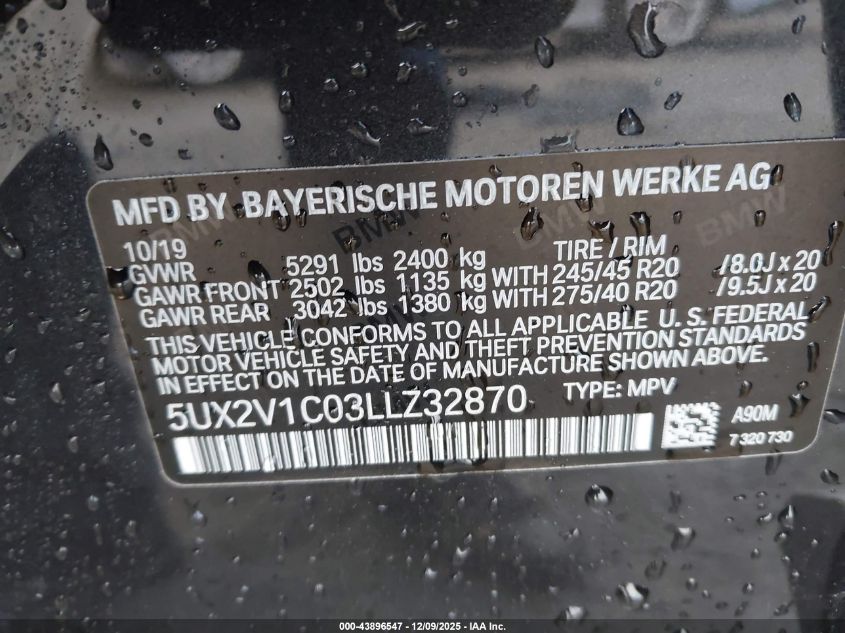 MFD BY BAYERISCHE MOTOREN WERKE AG
10/19
GVWR 5291 lbs 2400 kg TIRE / RIM
GAWR FRONT 2502 lbs 1135 kg WITH 245/45 R20 /8.0J x 20
GAWR REAR 3042 lbs 1380 kg WITH 275/40 R20 /9.5J x 20
THIS VEHICLE CONFORMS TO ALL APPLICABLE U. S. FEDERAL
MOTOR VEHICLE SAFETY AND THEFT PREVENTION STANDARDS
IN EFFECT ON THE DATE OF MANUFACTURE SHOWN ABOVE.
5UX2V1C03LLZ32870 TYPE: MPV
A90M
7 320 730
BMW
BMW
BMW
000-43896547 | 12/09/2025 | IAA Inc.